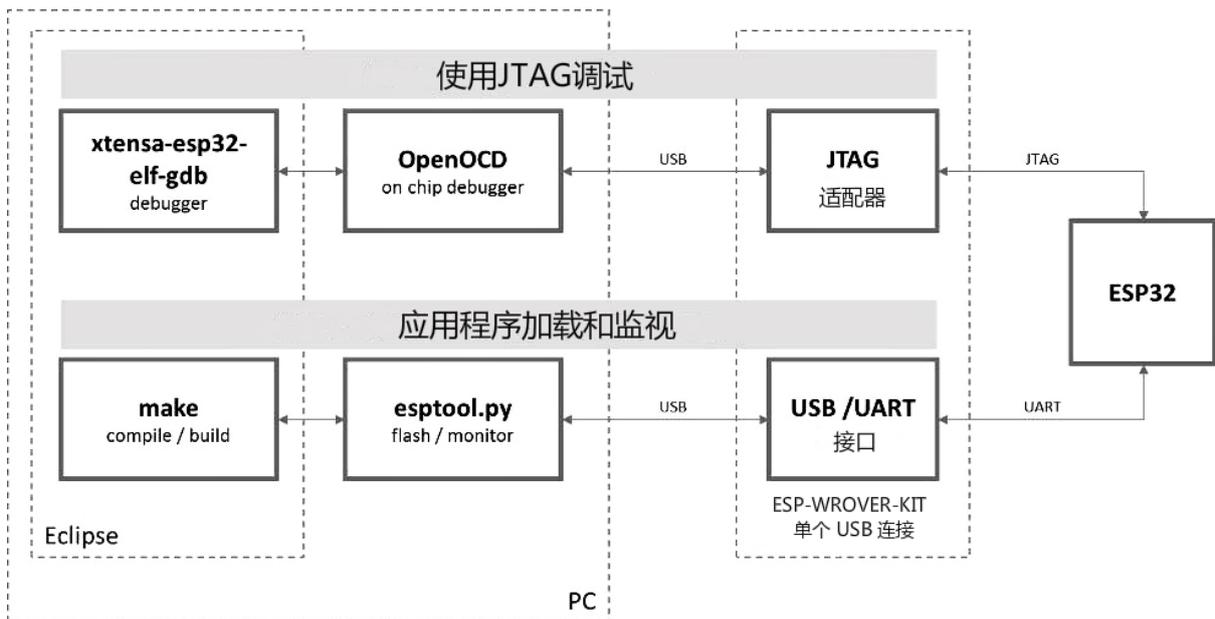 使用JTAG调试
xtensa-esp32-
elf-gdb
debugger
OpenOCD
on chip debugger
USB
JTAG
适配器
JTAG
ESP32
应用程序加载和监视
make
compile / build
esptool.py
flash / monitor
USB
USB /UART
接口
UART
ESP-WROVER-KIT
单个 USB 连接
Eclipse
PC